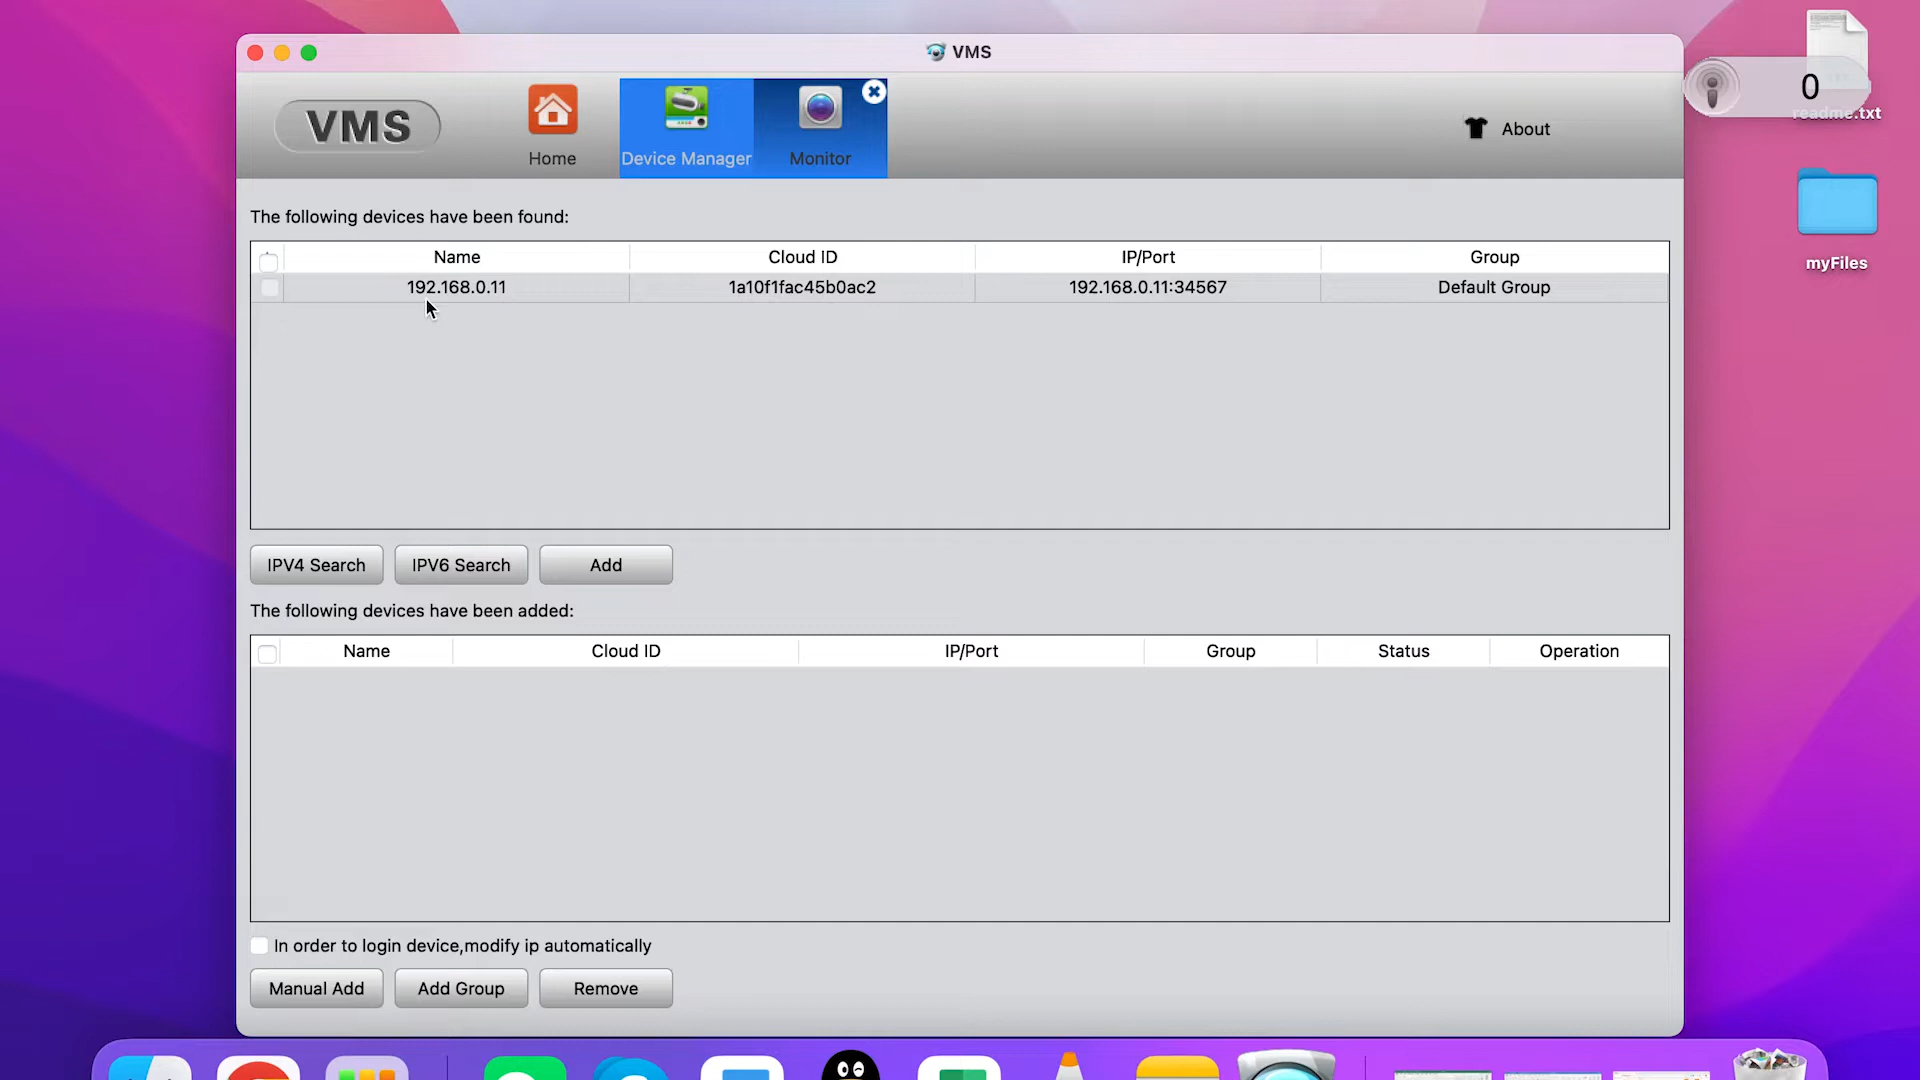 VMS
0
readme.txt
VMS
Home
Device Manager
Monitor
About
myFiles
The following devices have been found:
Name Cloud ID IP/Port Group
192.168.0.11 1a10f1fac45b0ac2 192.168.0.11:34567 Default Group
IPV4 Search IPV6 Search Add
The following devices have been added:
Name Cloud ID IP/Port Group Status Operation
In order to login device,modify ip automatically
Manual Add Add Group Remove